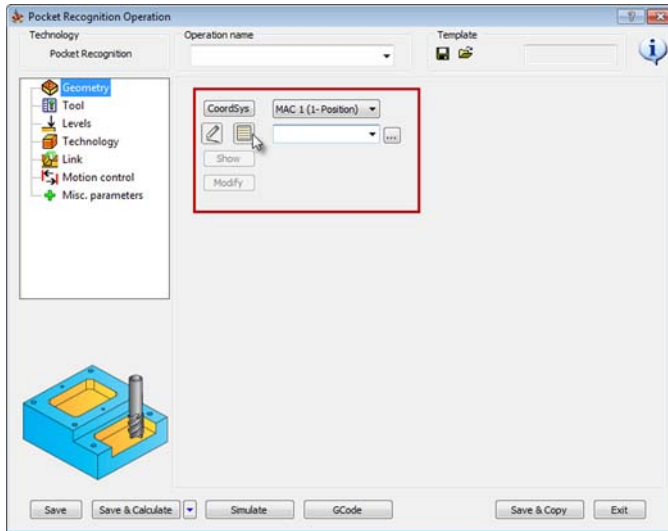 Pocket Recognition Operation
Technology
Operation name
Template
Pocket Recognition
Geometry
Tool
Levels
Technology
Link
Motion control
Misc. parameters
CoordSys
MAC 1 (1- Position)
...
Show
Modify
Save
Save & Calculate
Simulate
GCode
Save & Copy
Exit